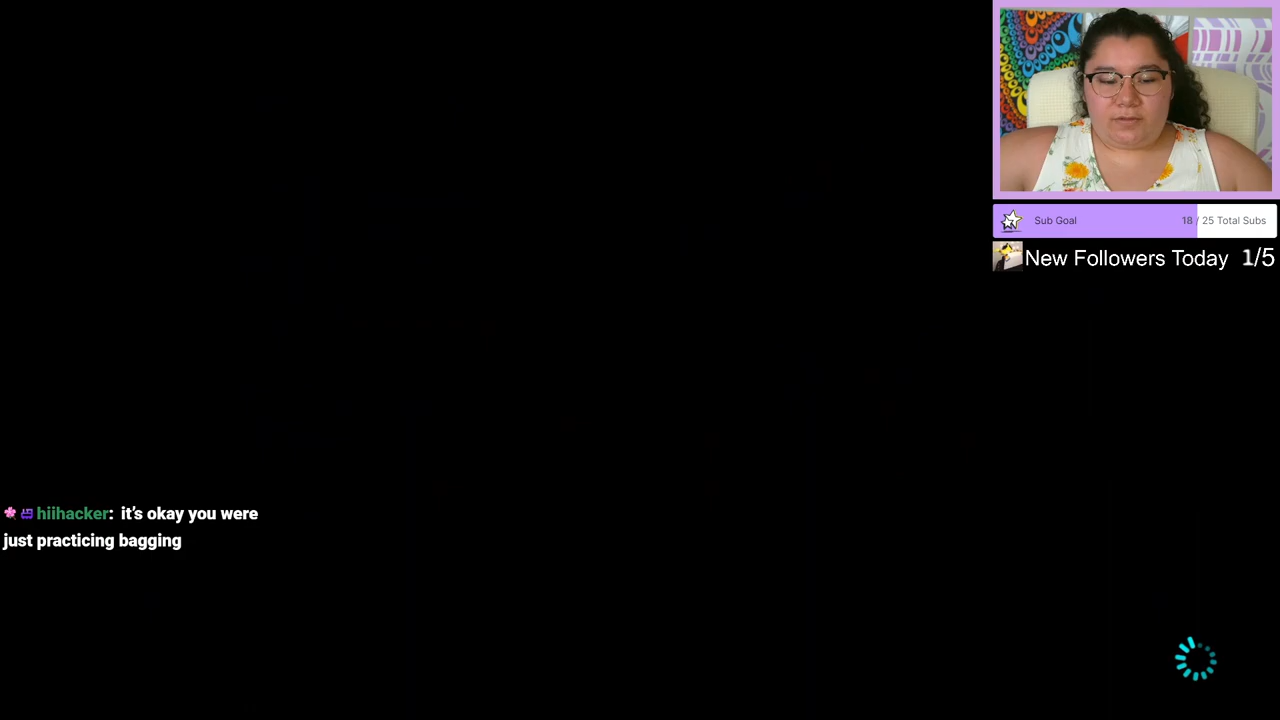 Sub Goal 18 / 25 Total Subs
New Followers Today 1/5
hiihacker: it’s okay you were
just practicing bagging